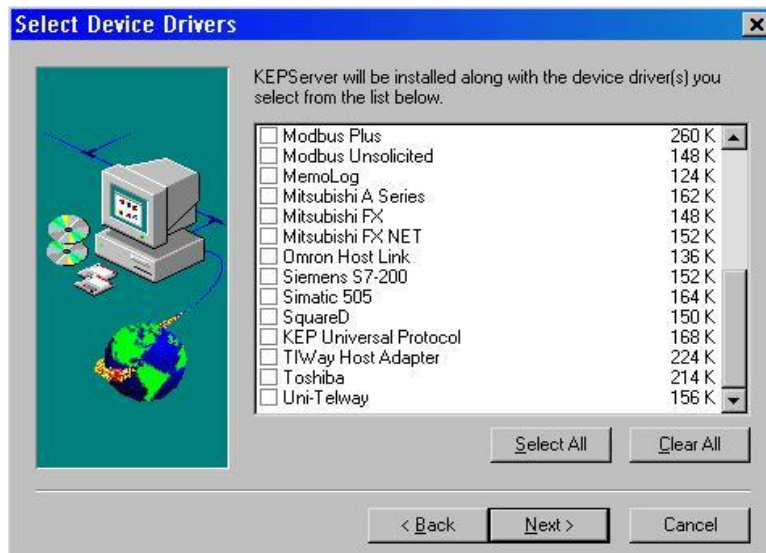 Select Device Drivers
KEPServer will be installed along with the device driver(s) you
select from the list below.
Modbus Plus 260 K
Modbus Unsolicited 148 K
MemoLog 124 K
Mitsubishi A Series 162 K
Mitsubishi FX 148 K
Mitsubishi FX NET 152 K
Omron Host Link 136 K
Siemens S7-200 152 K
Simatic 505 164 K
SquareD 150 K
KEP Universal Protocol 168 K
TIWay Host Adapter 224 K
Toshiba 214 K
Uni-Telway 156 K
Select All Clear All
< Back Next > Cancel